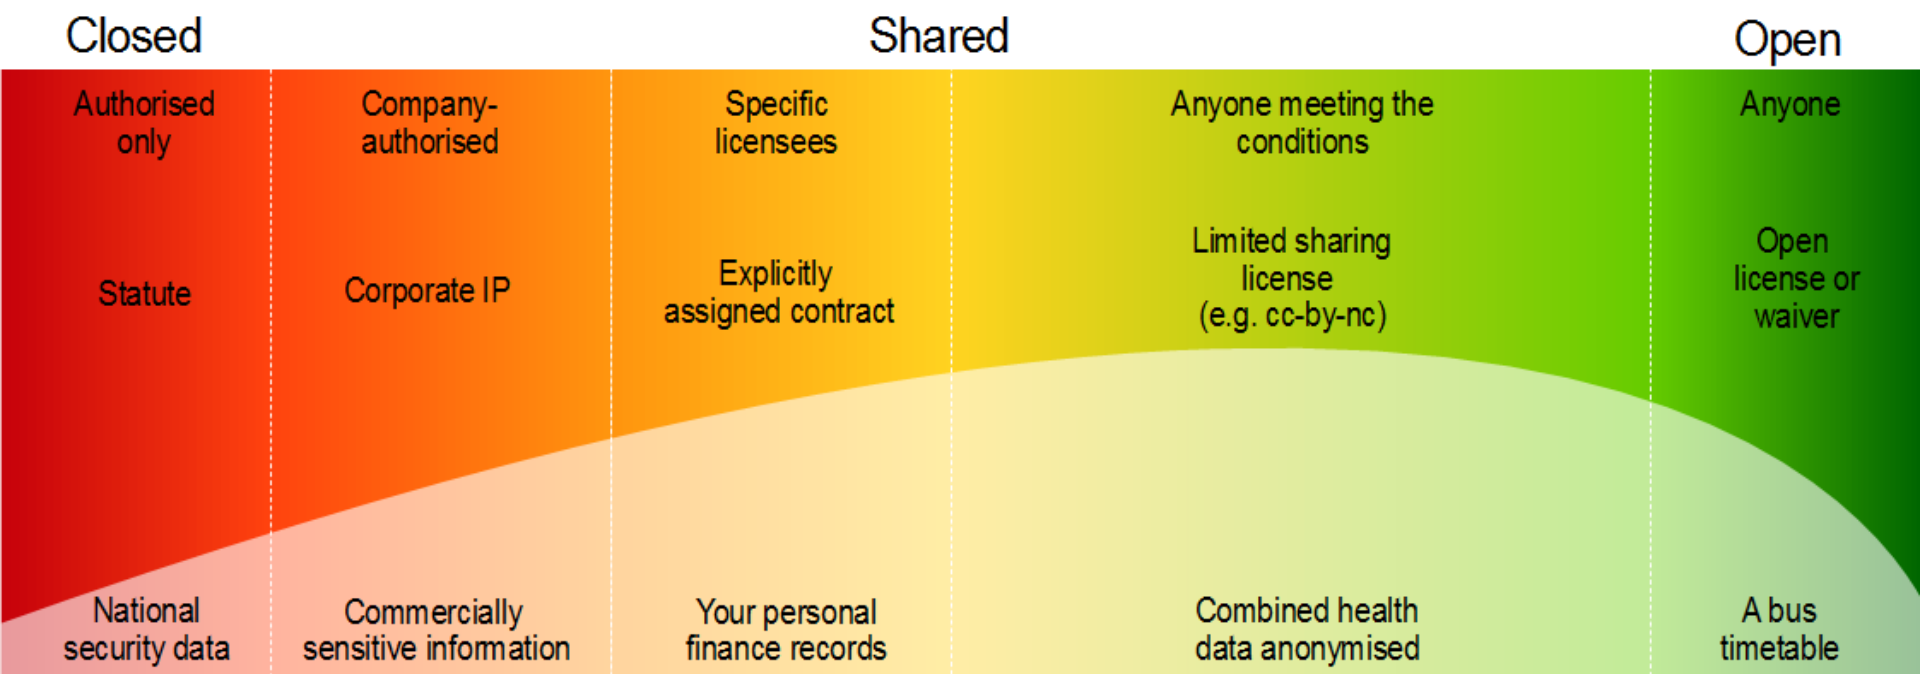 Closed
Shared
Open
Authorised
only
Company-
authorised
Specific
licensees
Anyone meeting the
conditions
Anyone
Statute
Corporate IP
Explicitly
assigned contract
Limited sharing
license
(e.g. cc-by-nc)
Open
license or
waiver
National
security data
Commercially
sensitive information
Your personal
finance records
Combined health
data anonymised
A bus
timetable